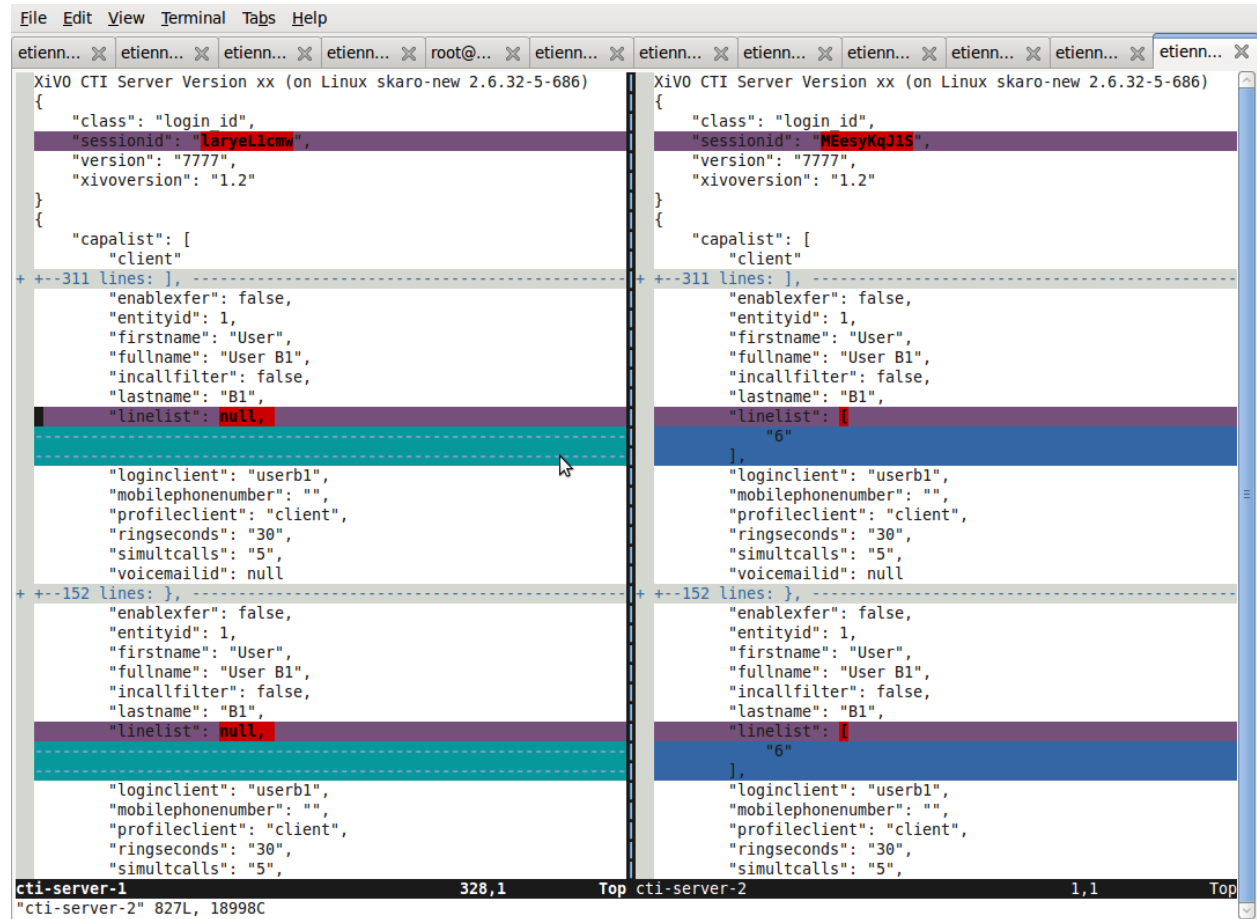 File Edit View Terminal Tabs Help
etienn... etienn... etienn... etienn... root@... etienn... etienn... etienn... etienn... etienn... etienn... etienn...
XiVO CTI Server Version xx (on Linux skaro-new 2.6.32-5-686)
{
    "class": "login_id",
    "sessionid": "laryeL1cmw",
    "version": "7777",
    "xivoversion": "1.2"
}
{
    "capalist": [
        "client"
+ +--311 lines: ], ----------------------------------------------
        "enablexfer": false,
        "entityid": 1,
        "firstname": "User",
        "fullname": "User B1",
        "incallfilter": false,
        "lastname": "B1",
        "linelist": null,
----------------------------------------------------------------
----------------------------------------------------------------
        "loginclient": "userb1",
        "mobilephonenumber": "",
        "profileclient": "client",
        "ringseconds": "30",
        "simultcalls": "5",
        "voicemailid": null
+ +--152 lines: }, ----------------------------------------------
        "enablexfer": false,
        "entityid": 1,
        "firstname": "User",
        "fullname": "User B1",
        "incallfilter": false,
        "lastname": "B1",
        "linelist": null,
----------------------------------------------------------------
----------------------------------------------------------------
        "loginclient": "userb1",
        "mobilephonenumber": "",
        "profileclient": "client",
        "ringseconds": "30",
        "simultcalls": "5",
cti-server-1 328,1 Top
XiVO CTI Server Version xx (on Linux skaro-new 2.6.32-5-686)
{
    "class": "login_id",
    "sessionid": "MEesyKqJ1S",
    "version": "7777",
    "xivoversion": "1.2"
}
{
    "capalist": [
        "client"
+ +--311 lines: ], ----------------------------------------------
        "enablexfer": false,
        "entityid": 1,
        "firstname": "User",
        "fullname": "User B1",
        "incallfilter": false,
        "lastname": "B1",
        "linelist": [
            "6"
        ],
        "loginclient": "userb1",
        "mobilephonenumber": "",
        "profileclient": "client",
        "ringseconds": "30",
        "simultcalls": "5",
        "voicemailid": null
+ +--152 lines: }, ----------------------------------------------
        "enablexfer": false,
        "entityid": 1,
        "firstname": "User",
        "fullname": "User B1",
        "incallfilter": false,
        "lastname": "B1",
        "linelist": [
            "6"
        ],
        "loginclient": "userb1",
        "mobilephonenumber": "",
        "profileclient": "client",
        "ringseconds": "30",
        "simultcalls": "5",
cti-server-2 1,1 Top
"cti-server-2" 827L, 18998C